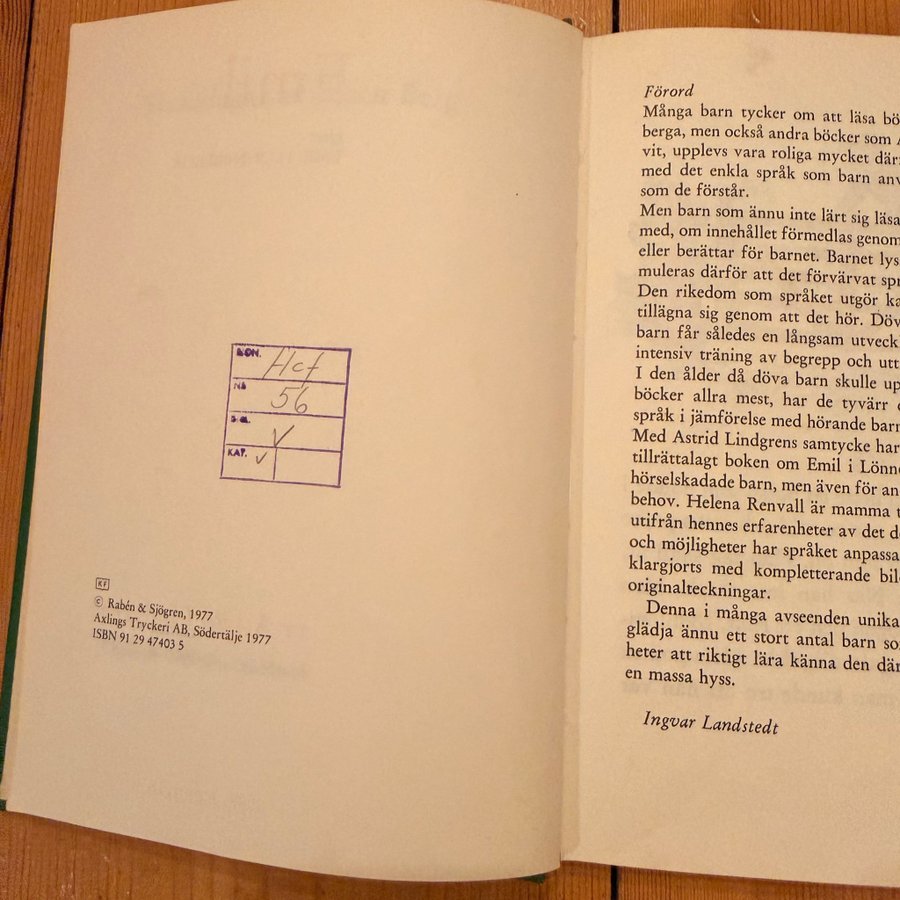 KON. Hcf
NS 56
S.G. V
KAT. v
KF
© Rabén & Sjögren, 1977
Axlings Tryckeri AB, Södertälje 1977
ISBN 91 29 47403 5
Förord
Många barn tycker om att läsa bö
berga, men också andra böcker som A
vit, upplevs vara roliga mycket där
med det enkla språk som barn anv
som de förstår.
Men barn som ännu inte lärt sig läsa
med, om innehållet förmedlas genom
eller berättar för barnet. Barnet lys
muleras därför att det förvärvat spr
Den rikedom som språket utgör ka
tillägna sig genom att det hör. Döv
barn får således en långsam utveck
intensiv träning av begrepp och utt
I den ålder då döva barn skulle up
böcker allra mest, har de tyvärr e
språk i jämförelse med hörande barn
Med Astrid Lindgrens samtycke har
tillrättalagt boken om Emil i Lönne
hörselskadade barn, men även för an
behov. Helena Renvall är mamma t
utifrån hennes erfarenheter av det d
och möjligheter har språket anpassa
klargjorts med kompletterande bil
originalteckningar.
Denna i många avseenden unika
glädja ännu ett stort antal barn so
heter att riktigt lära känna den där
en massa hyss.
Ingvar Landstedt